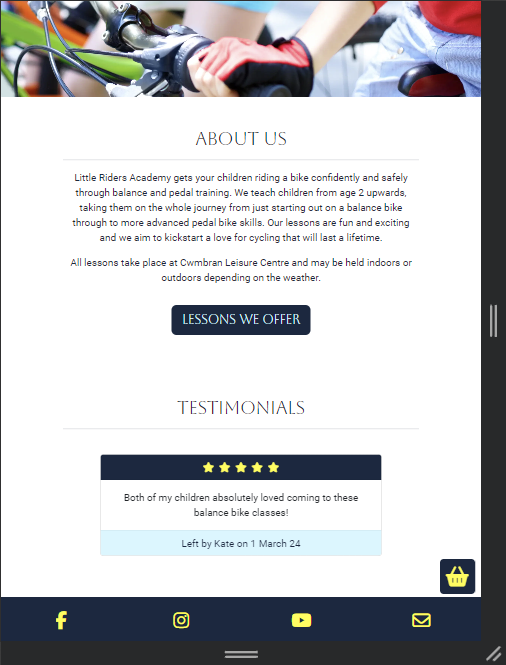 ABOUT US
Little Riders Academy gets your children riding a bike confidently and safely
through balance and pedal training. We teach children from age 2 upwards,
taking them on the whole journey from just starting out on a balance bike
through to more advanced pedal bike skills. Our lessons are fun and exciting
and we aim to kickstart a love for cycling that will last a lifetime.
All lessons take place at Cwmbran Leisure Centre and may be held indoors or
outdoors depending on the weather.
LESSONS WE OFFER
TESTIMONIALS
Both of my children absolutely loved coming to these
balance bike classes!
Left by Kate on 1 March 24